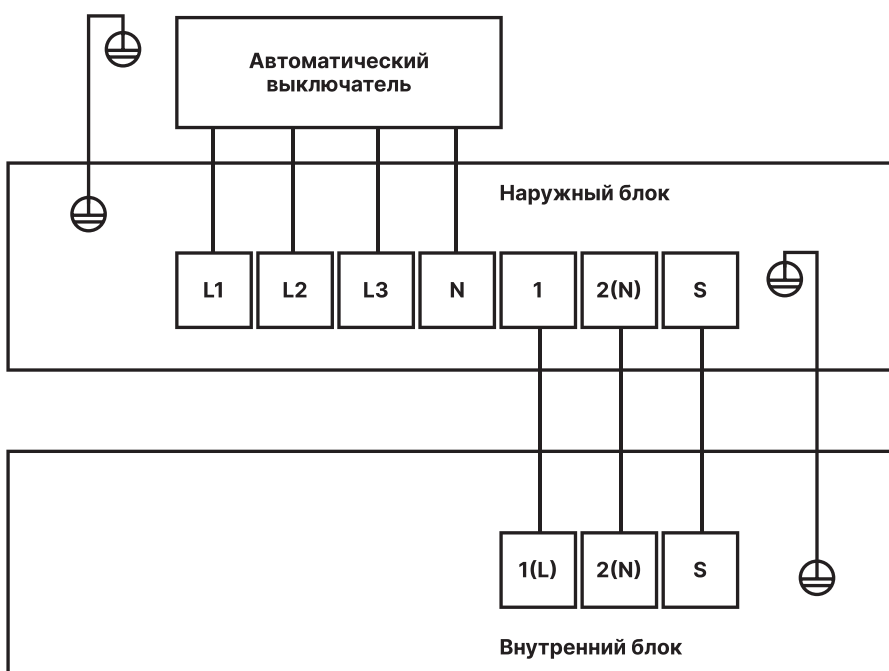 Автоматический
выключатель
Наружный блок
L1 L2 L3 N 1 2(N) S
1(L) 2(N) S
Внутренний блок